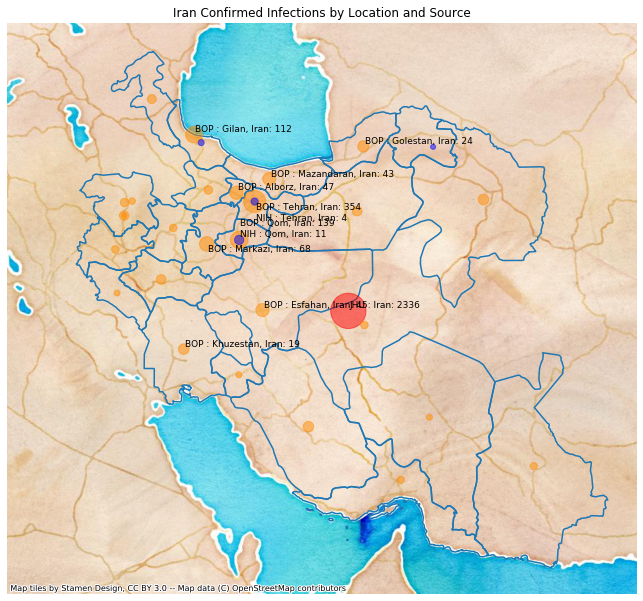 Iran Confirmed Infections by Location and Source
BOP : Gilan, Iran: 112
BOP : Golestan, Iran: 24
BOP : Mazandaran, Iran: 43
BOP : Alborz, Iran: 47
BOP : Tehran, Iran: 354
NIH : Tehran, Iran: 4
BOP : Qom, Iran: 139
NIH : Qom, Iran: 11
BOP : Markazi, Iran: 68
BOP : Esfahan, Iran:
: Iran: 2336
BOP : Khuzestan, Iran: 19
Map tiles by Stamen Design, CC BY 3.0 -- Map data (C) OpenStreetMap contributors